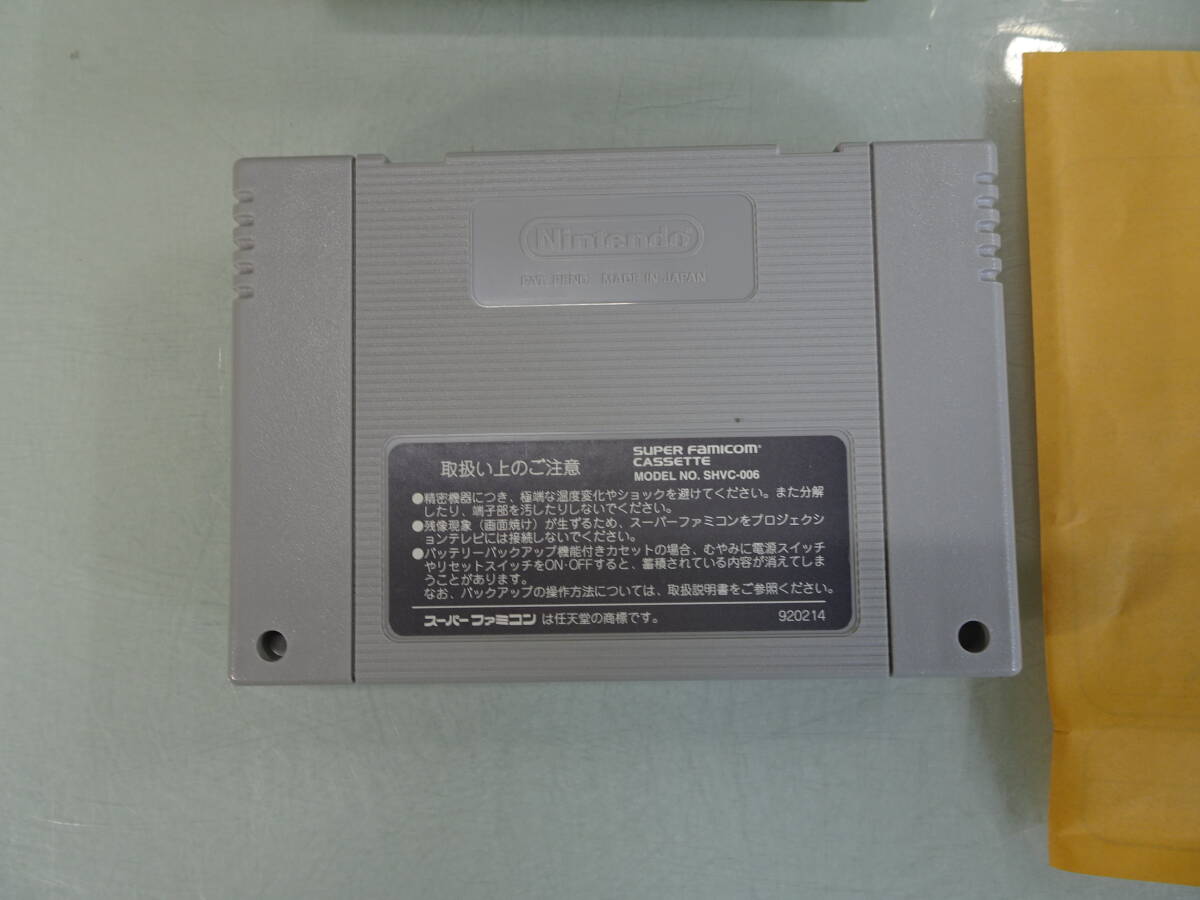 Nintendo
PAT. PEND. MADE IN JAPAN
取扱い上のご注意
SUPER FAMICOM
CASSETTE
MODEL NO. SHVC-006
●精密機器につき、極端な温度変化やショックを避けてください。また分解
したり、端子部を汚したりしないでください。
●残像現象（画面焼け）が生ずるため、スーパーファミコンをプロジェクシ
ョンテレビには接続しないでください。
●バッテリーバックアップ機能付きカセットの場合、むやみに電源スイッチ
やリセットスイッチをON·OFFすると、蓄積されている内容が消えてしま
うことがあります。
なお、バックアップの操作方法については、取扱説明書をご参照ください。
スーパーファミコンは任天堂の商標です。 920214